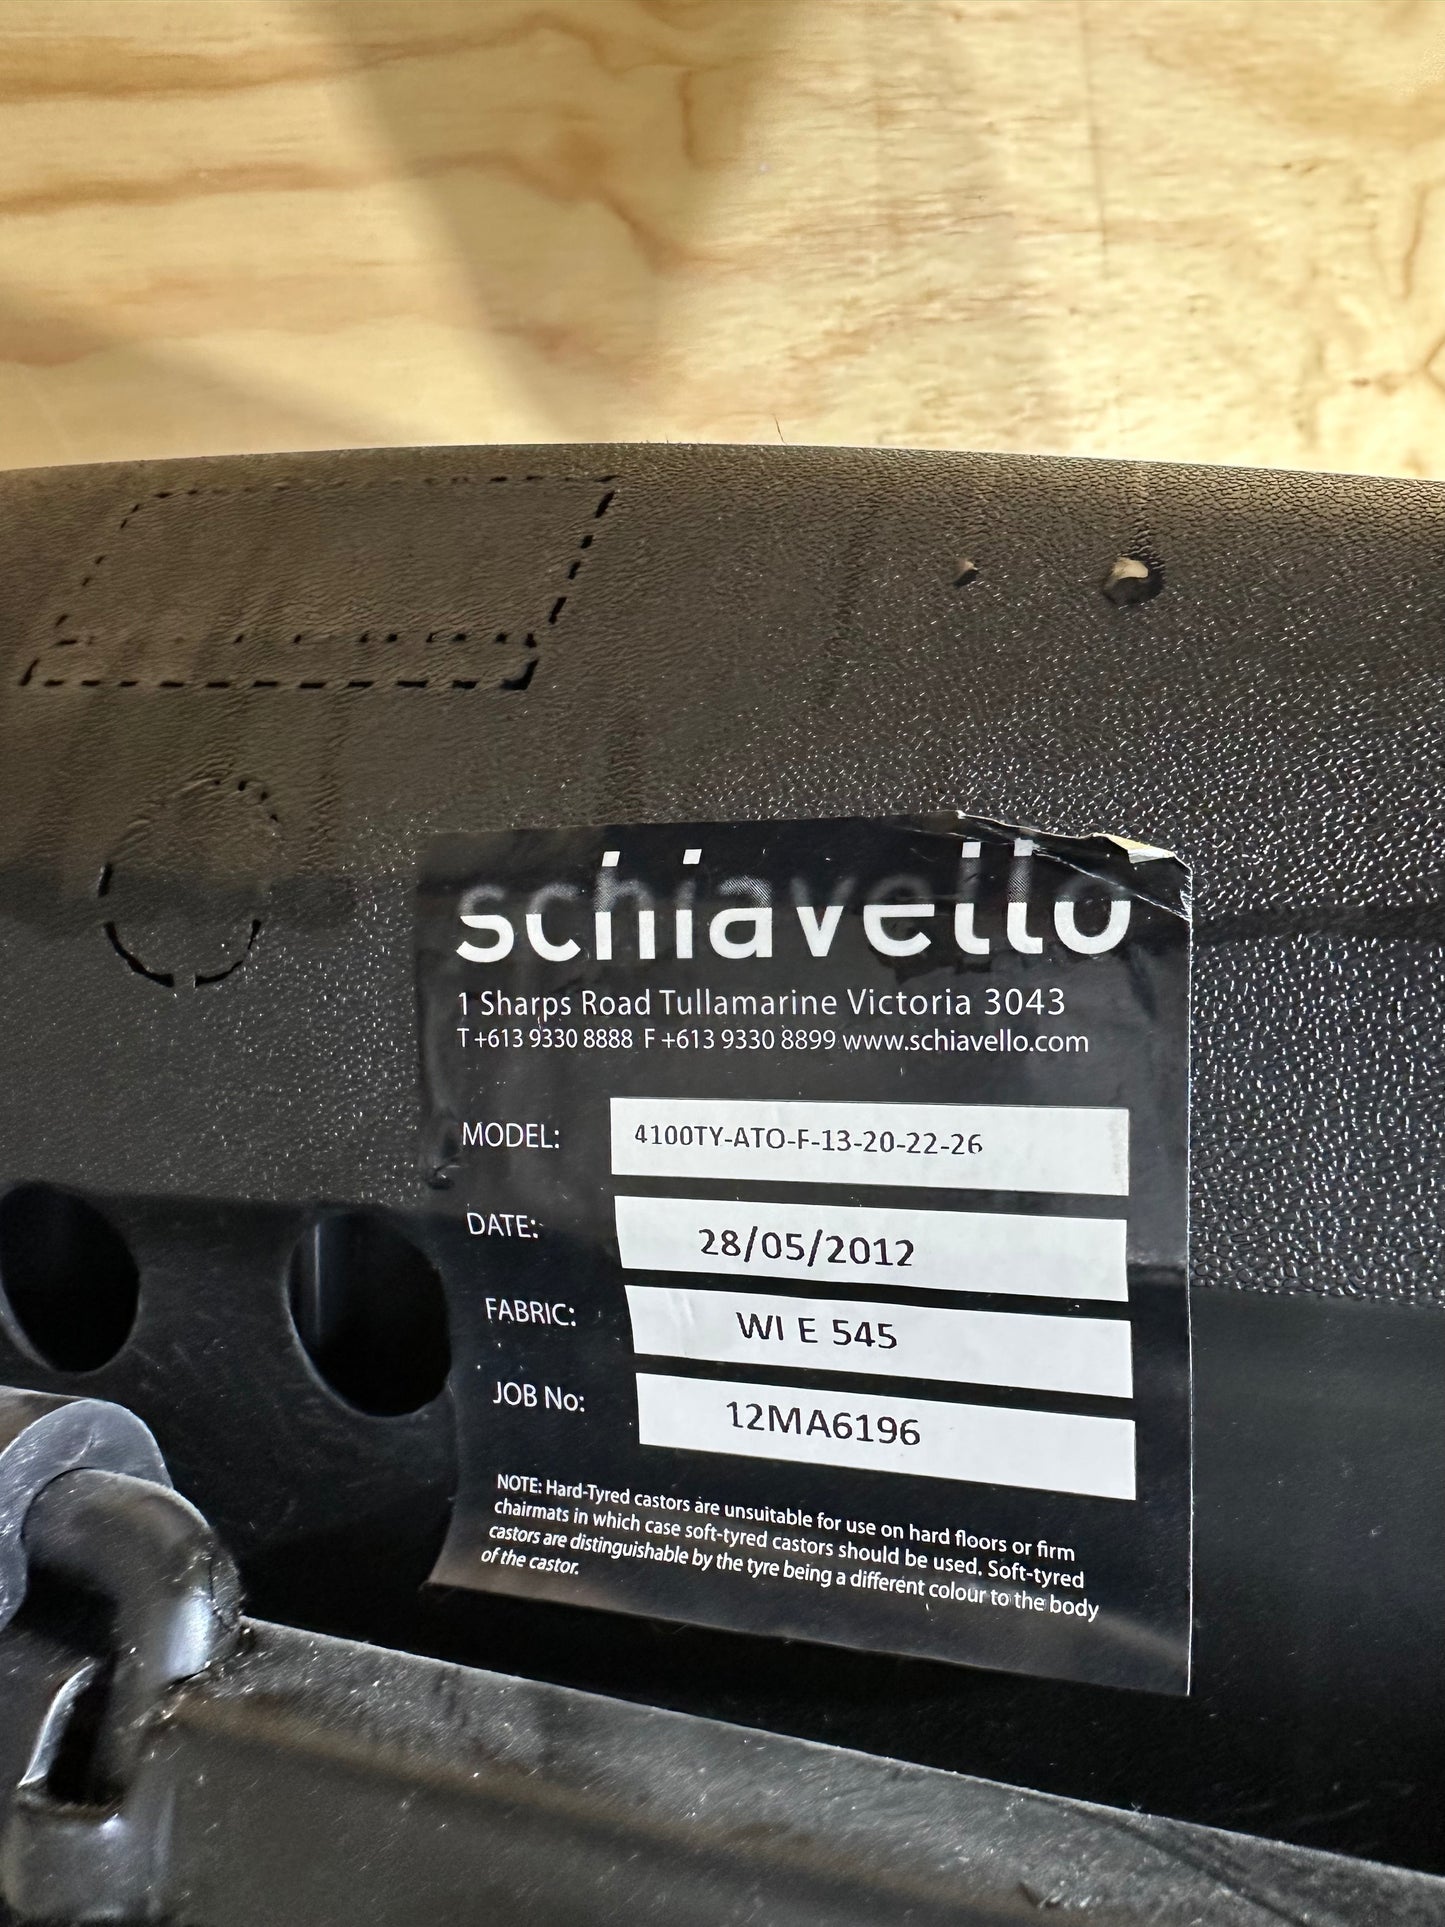 schiavello
1 Sharps Road Tullamarine Victoria 3043
T +613 9330 8888 F +613 9330 8899 www.schiavello.com
MODEL: 4100TY-ATO-F-13-20-22-26
DATE: 28/05/2012
FABRIC: WI E 545
JOB No: 12MA6196
NOTE: Hard-Tyred castors are unsuitable for use on hard floors or firm
chairmats in which case soft-tyred castors should be used. Soft-tyred
castors are distinguishable by the tyre being a different colour to the body
of the castor.